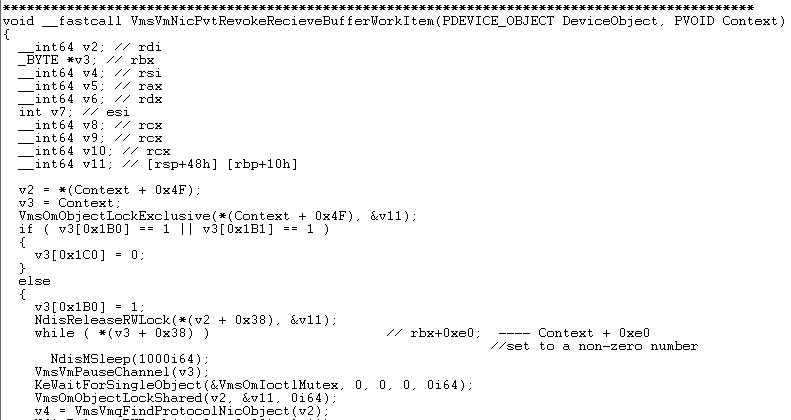 ************************************************************************************************
void __fastcall VmsVmNicPvtRevokeRecieveBufferWorkItem(PDEVICE_OBJECT DeviceObject, PVOID Context)
{
  __int64 v2; // rdi
  _BYTE *v3; // rbx
  __int64 v4; // rsi
  __int64 v5; // rax
  __int64 v6; // rdx
  int v7; // esi
  __int64 v8; // rcx
  __int64 v9; // rcx
  __int64 v10; // rcx
  __int64 v11; // [rsp+48h] [rbp+10h]

  v2 = *(Context + 0x4F);
  v3 = Context;
  VmsOmObjectLockExclusive(*(Context + 0x4F), &v11);
  if ( v3[0x1B0] == 1 || v3[0x1B1] == 1 )
  {
    v3[0x1C0] = 0;
  }
  else
  {
    v3[0x1B0] = 1;
    NdisReleaseRWLock(*(v2 + 0x38), &v11);
    while ( *(v3 + 0x38) )                      // rbx+0xe0;  ---- Context + 0xe0
                                                //set to a non-zero number
      NdisMSleep(1000i64);
    VmsVmPauseChannel(v3);
    KeWaitForSingleObject(&VmsOmIoctlMutex, 0, 0, 0, 0i64);
    VmsOmObjectLockShared(v2, &v11, 0i64);
    v4 = VmsVmqFindProtocolNicObject(v2);